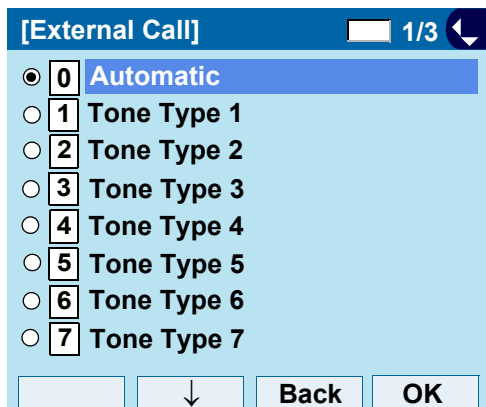 [External Call] 1/3
0 Automatic
1 Tone Type 1
2 Tone Type 2
3 Tone Type 3
4 Tone Type 4
5 Tone Type 5
6 Tone Type 6
7 Tone Type 7
↓ Back OK